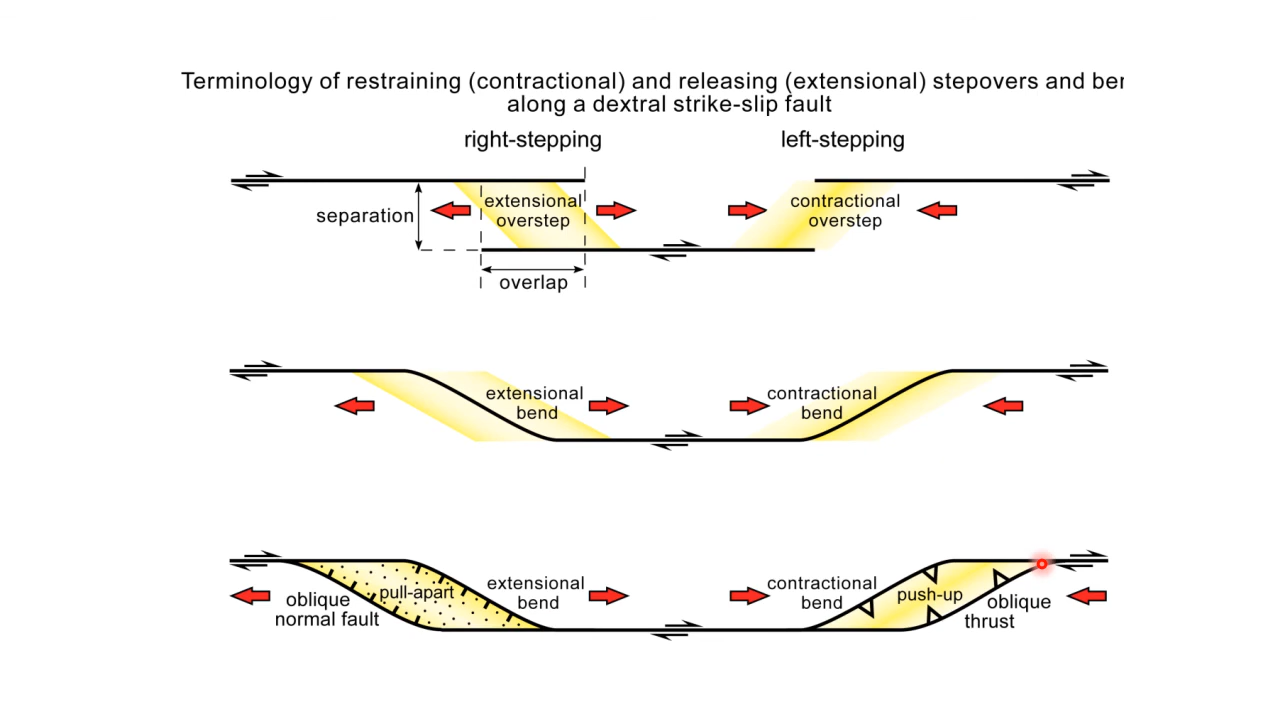 Terminology of restraining (contractional) and releasing (extensional) stepovers and
along a dextral strike-slip fault
right-stepping
left-stepping
separation
extensional
overstep
contractional
overstep
overlap
extensional
bend
contractional
bend
pull-apart
extensional
bend
oblique
normal fault
contractional
bend
push-up
oblique
thrust